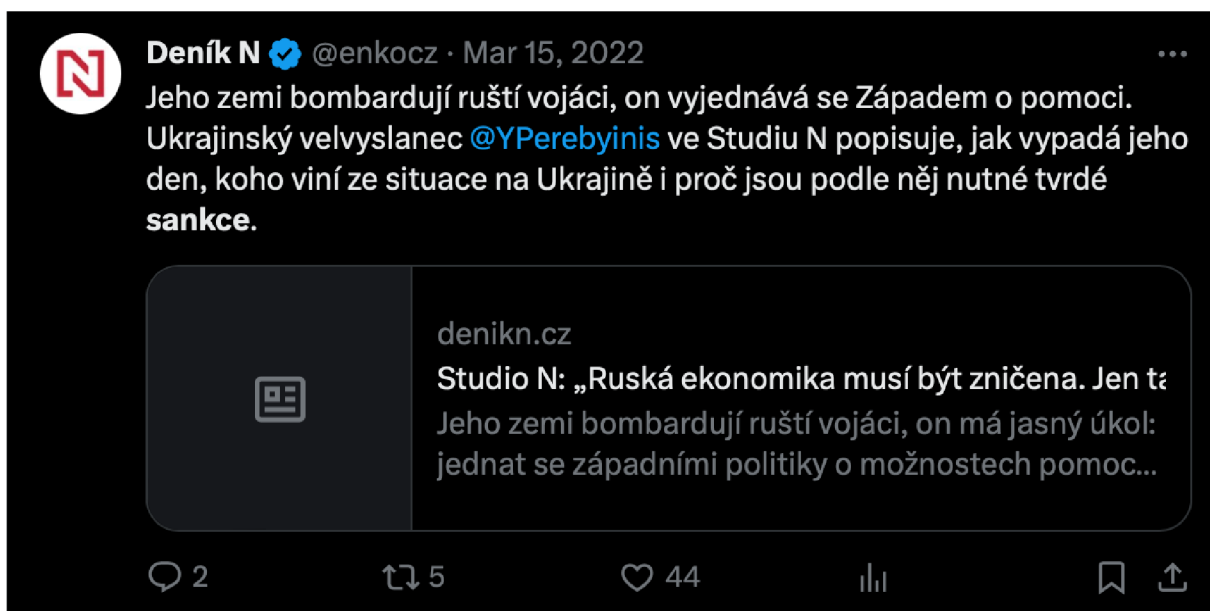 Deník N @enkocz · Mar 15, 2022
Jeho zemi bombardují ruští vojáci, on vyjednává se Západem o pomoci.
Ukrajinský velvyslanec @YPerebyinis ve Studiu N popisuje, jak vypadá jeho
den, koho viní ze situace na Ukrajině i proč jsou podle něj nutné tvrdé
sankce.
denikn.cz
Studio N: „Ruská ekonomika musí být zničena. Jen ta
Jeho zemi bombardují ruští vojáci, on má jasný úkol:
jednat se západními politiky o možnostech pomoc...
2 5 44